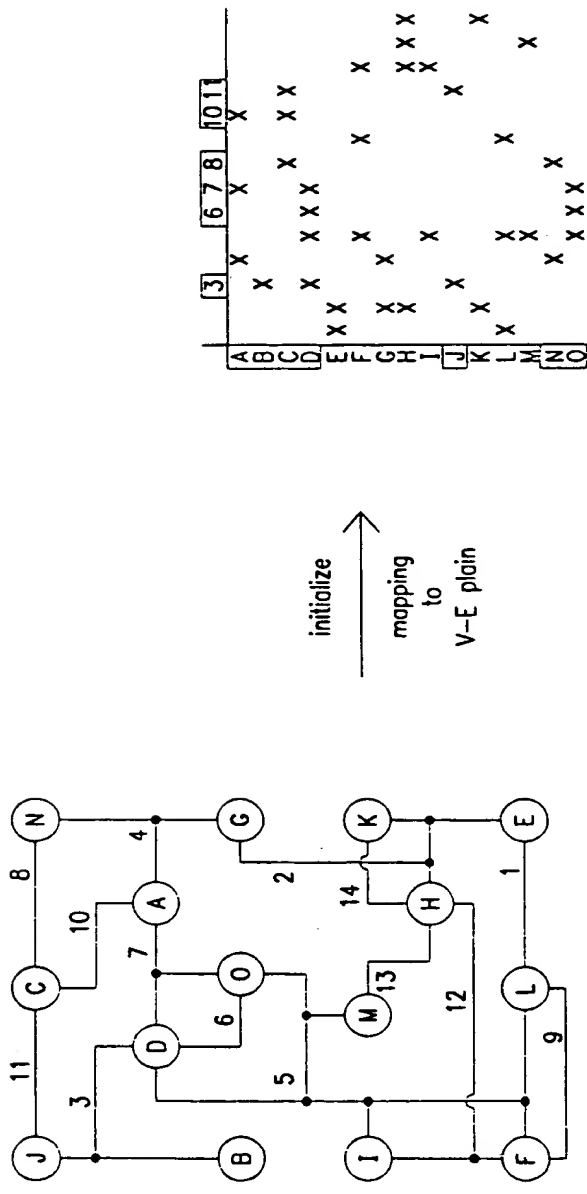 J 11 C 8 N
10
3 D 7 A 4
6 O G
B 2
5
I M 14 K
13 H
12
F L 1 E
9
initialize
mapping
to
V–E plain
3 6 7 8 10 11
A X X X
B X
C X X X
D X X X X
E X X
F X X X
G X X
H X X X X
I X X
J X X
K X X
L X X X
M X X
N X X
O X X X